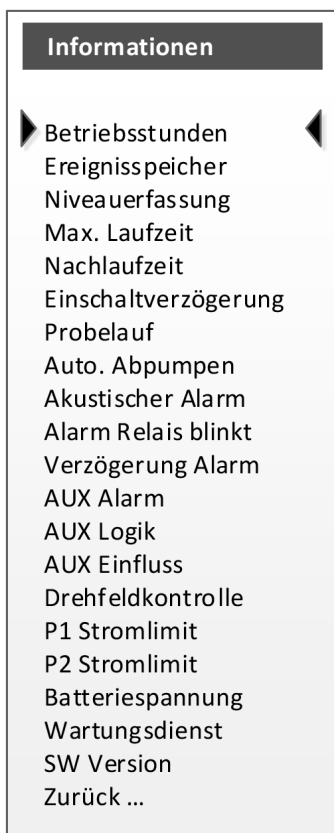 Informationen
Betriebsstunden
Ereignisspeicher
Niveauerfassung
Max. Laufzeit
Nachlaufzeit
Einschaltverzögerung
Probelauf
Auto. Abpumpen
Akustischer Alarm
Alarm Relais blinkt
Verzögerung Alarm
AUX Alarm
AUX Logik
AUX Einfluss
Drehfeldkontrolle
P1 Stromlimit
P2 Stromlimit
Batteriespannung
Wartungsdienst
SW Version
Zurück ...